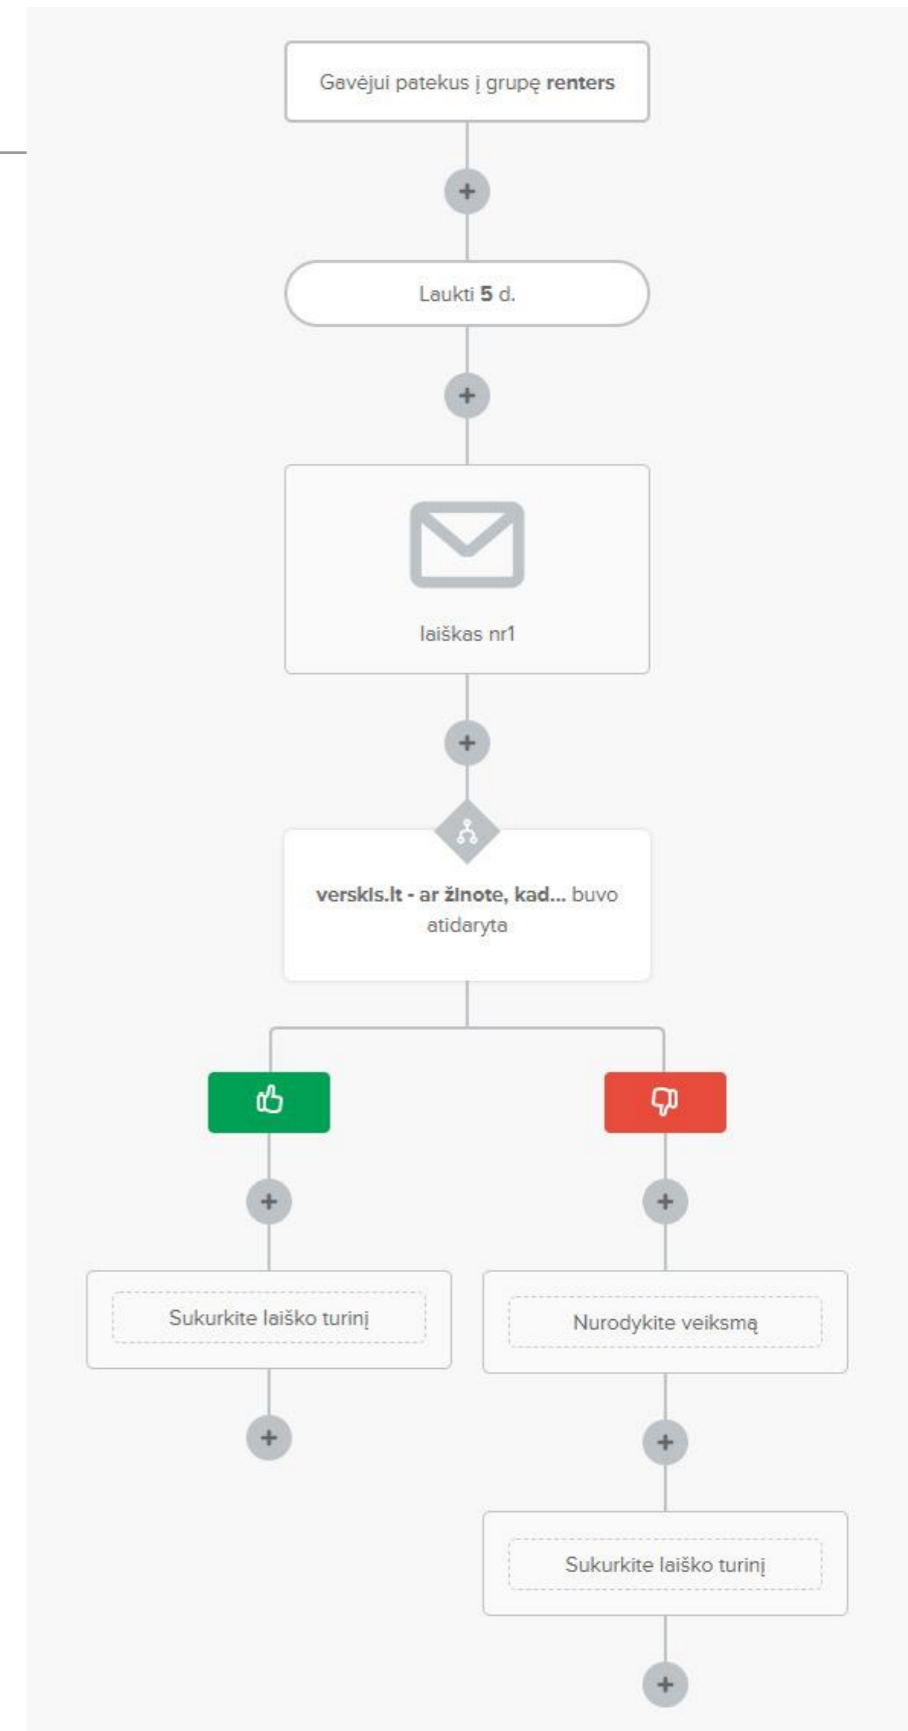 Gavėjui patekus į grupę renters
Laukti 5 d.
laiškas nr1
verskis.lt - ar žinote, kad... buvo
atidaryta
Sukurkite laiško turinį
Nurodykite veiksmą
Sukurkite laiško turinį